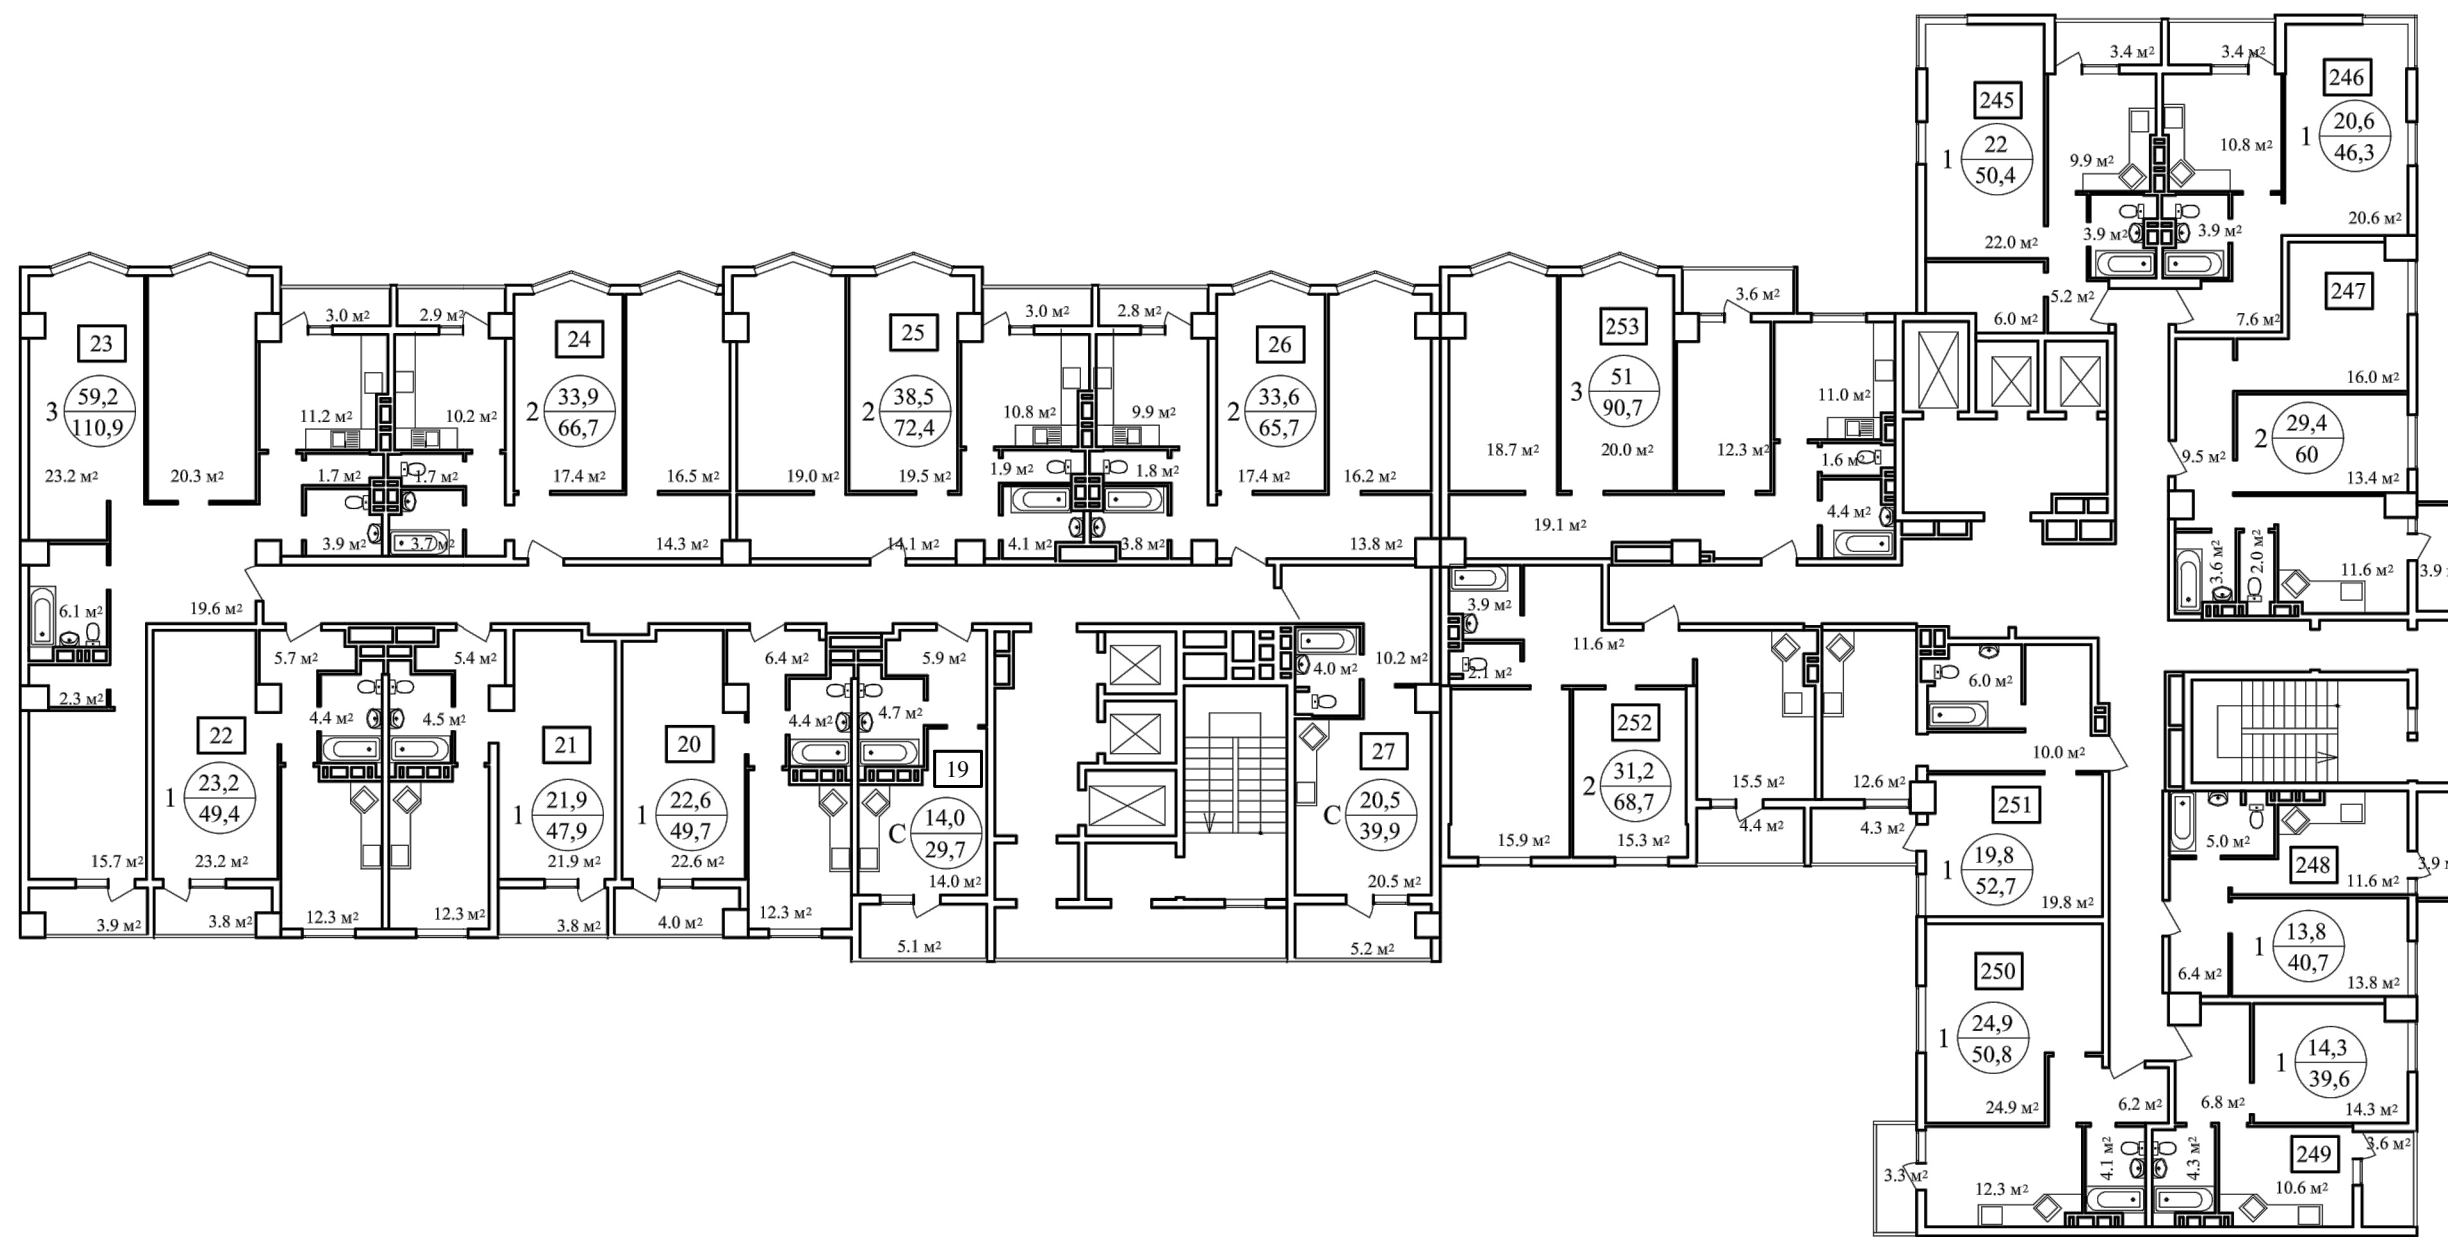 3.4 м²
3.4 м²
245
1
22
50,4
9.9 м²
22.0 м²
3.9 м²
5.2 м²
6.0 м²
246
1
20,6
46,3
10.8 м²
20.6 м²
3.9 м²
7.6 м²
247
16.0 м²
2
29,4
60
9.5 м²
13.4 м²
3.6 м²
2.0 м²
11.6 м²
3.9
23
3
59,2
110,9
23.2 м²
20.3 м²
3.0 м²
11.2 м²
1.7 м²
3.9 м²
6.1 м²
19.6 м²
2.3 м²
15.7 м²
3.9 м²
2.9 м²
10.2 м²
1.7 м²
3.7 м²
24
2
33,9
66,7
17.4 м²
16.5 м²
14.3 м²
25
2
38,5
72,4
19.0 м²
19.5 м²
14.1 м²
3.0 м²
10.8 м²
1.9 м²
4.1 м²
2.8 м²
9.9 м²
1.8 м²
3.8 м²
26
2
33,6
65,7
17.4 м²
16.2 м²
13.8 м²
253
3
51
90,7
18.7 м²
20.0 м²
3.6 м²
12.3 м²
11.0 м²
1.6 м²
4.4 м²
19.1 м²
22
1
23,2
49,4
5.7 м²
4.4 м²
23.2 м²
3.8 м²
12.3 м²
5.4 м²
4.5 м²
12.3 м²
21
1
21,9
47,9
21.9 м²
3.8 м²
20
1
22,6
49,7
6.4 м²
4.4 м²
22.6 м²
4.0 м²
12.3 м²
5.9 м²
4.7 м²
19
С
14,0
29,7
14.0 м²
5.1 м²
4.0 м²
10.2 м²
27
С
20,5
39,9
20.5 м²
5.2 м²
3.9 м²
2.1 м²
11.6 м²
252
2
31,2
68,7
15.9 м²
15.3 м²
15.5 м²
4.4 м²
12.6 м²
4.3 м²
6.0 м²
10.0 м²
251
1
19,8
52,7
19.8 м²
250
1
24,9
50,8
24.9 м²
6.2 м²
3.3 м²
12.3 м²
4.1 м²
5.0 м²
248
11.6 м²
3.9
1
13,8
40,7
6.4 м²
13.8 м²
1
14,3
39,6
6.8 м²
14.3 м²
4.3 м²
249
3.6 м²
10.6 м²